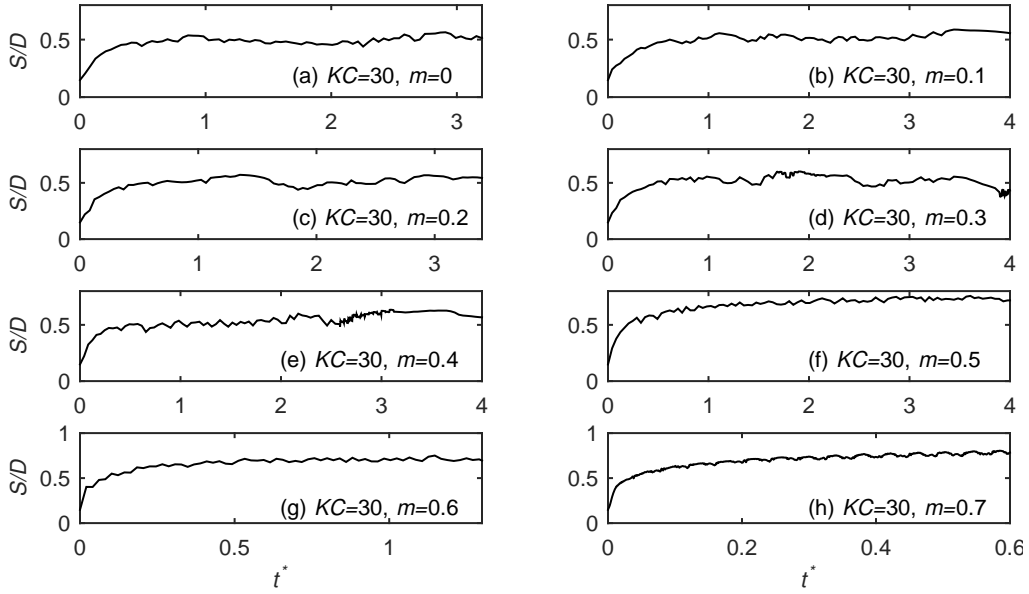 S/D
0.5
0
(a) KC=30, m=0
0 1 2 3
0.5
0
(b) KC=30, m=0.1
0 1 2 3 4
S/D
0.5
0
(c) KC=30, m=0.2
0 1 2 3
0.5
0
(d) KC=30, m=0.3
0 1 2 3 4
S/D
0.5
0
(e) KC=30, m=0.4
0 1 2 3 4
0.5
0
(f) KC=30, m=0.5
0 1 2 3 4
S/D
1
0.5
0
(g) KC=30, m=0.6
0 0.5 1
t*
1
0.5
0
(h) KC=30, m=0.7
0 0.2 0.4 0.6
t*